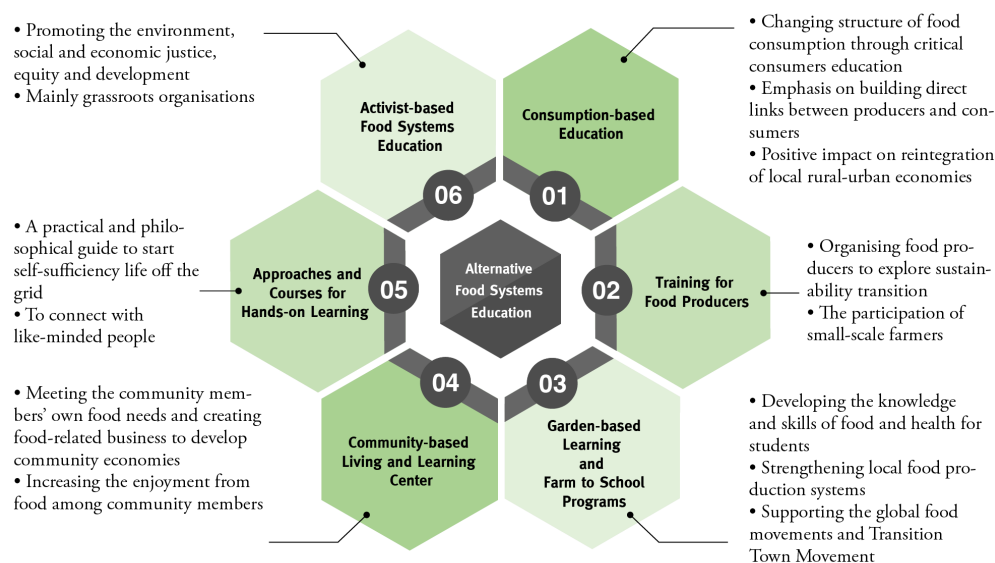 • Promoting the environment,
social and economic justice,
equity and development
• Mainly grassroots organisations
Activist-based
Food Systems
Education
06
Consumption-based
Education
01
• Changing structure of food
consumption through critical
consumers education
• Emphasis on building direct
links between producers and con-
sumers
• Positive impact on reintegration
of local rural-urban economies
• A practical and philo-
sophical guide to start
self-sufficiency life off the
grid
• To connect with
like-minded people
Approaches and
Courses for
Hands-on Learning
05
Alternative
Food Systems
Education
02
Training for
Food Producers
• Organising food pro-
ducers to explore sustain-
ability transition
• The participation of
small-scale farmers
• Meeting the community mem-
bers’ own food needs and creating
food-related business to develop
community economies
• Increasing the enjoyment from
food among community members
04
Community-based
Living and Learning
Center
03
Garden-based
Learning
and
Farm to School
Programs
• Developing the knowledge
and skills of food and health for
students
• Strengthening local food pro-
duction systems
• Supporting the global food
movements and Transition
Town Movement